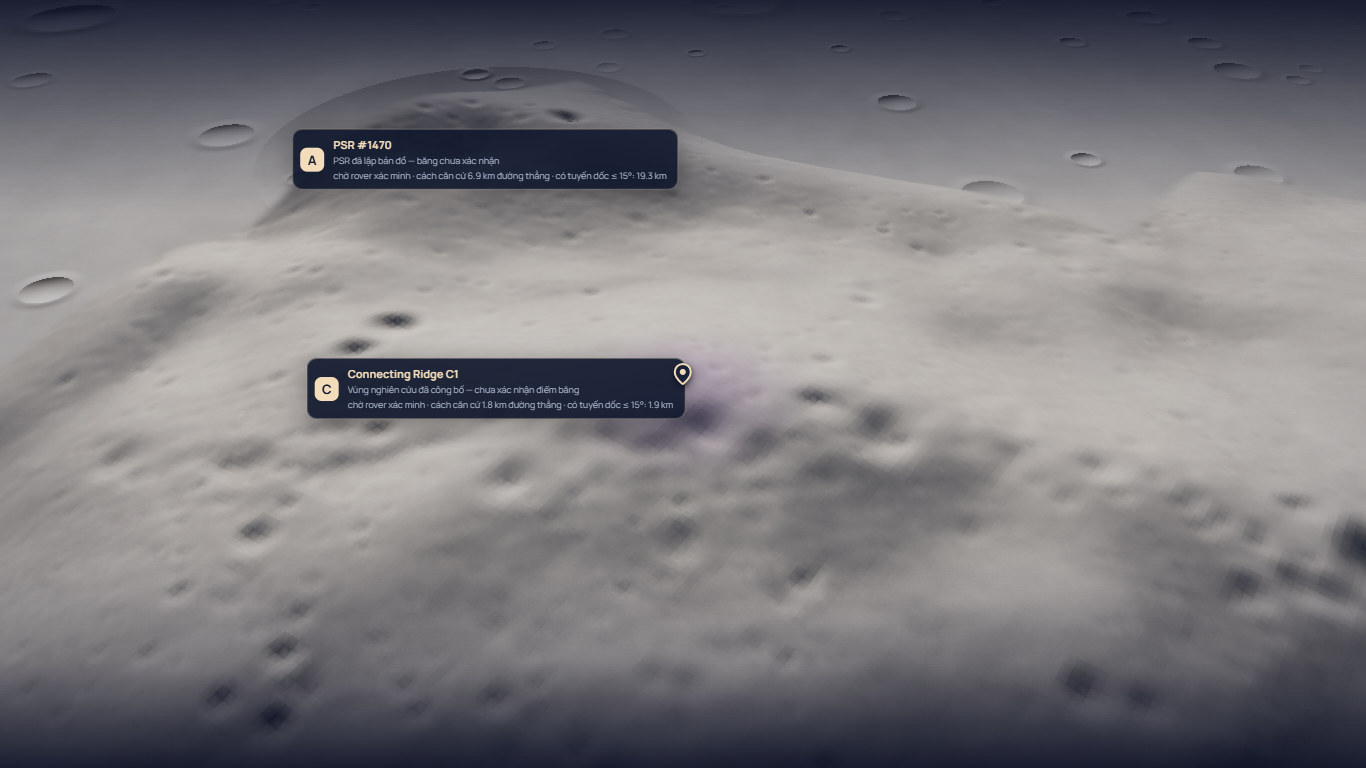 A
PSR #1470
PSR đã lập bản đồ — băng chưa xác nhận
chờ rover xác minh · cách căn cứ 6.9 km đường thẳng · có tuyến dốc ≤ 15°: 19.3 km
C
Connecting Ridge C1
Vùng nghiên cứu đã công bố — chưa xác nhận điểm băng
chờ rover xác minh · cách căn cứ 1.8 km đường thẳng · có tuyến dốc ≤ 15°: 1.9 km